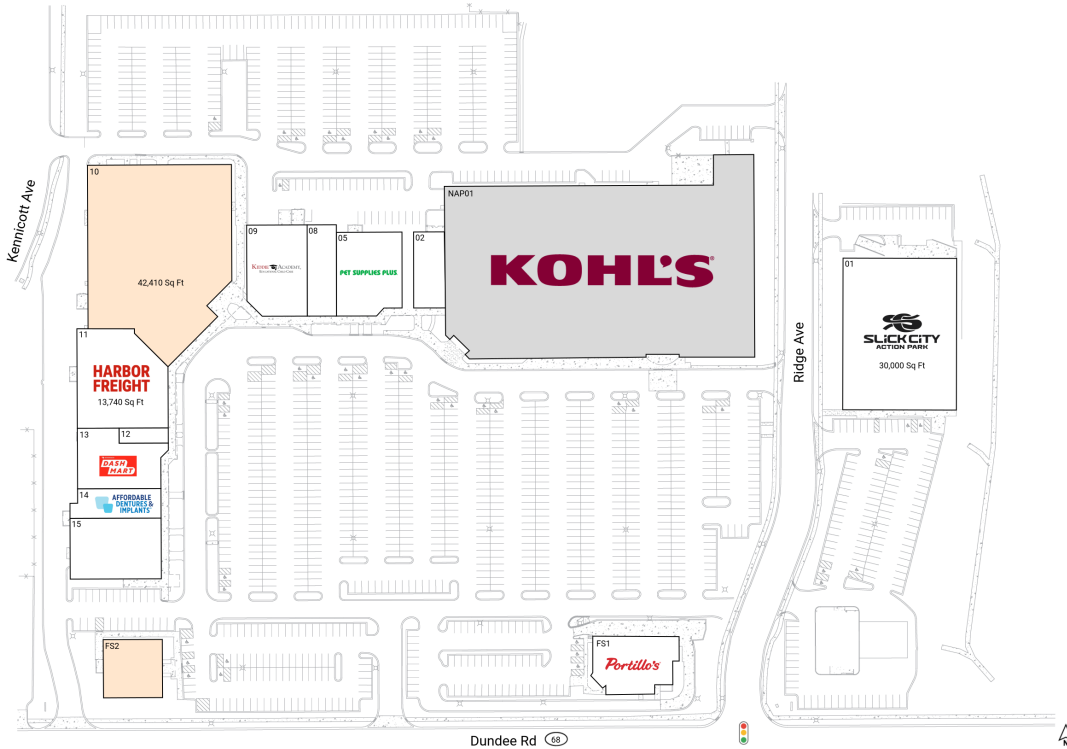 Kennicott Ave
10
42,410 Sq Ft
09
KIDDIE ACADEMY
08
05
PET SUPPLIES PLUS
02
NAP01
KOHL'S
Ridge Ave
01
SLICK CITY
ACTION PARK
30,000 Sq Ft
11
HARBOR
FREIGHT
13,740 Sq Ft
13
12
DASH
MART
14
AFFORDABLE
DENTURES &
IMPLANTS
15
FS2
FS1
Portillo's
Dundee Rd 68
N